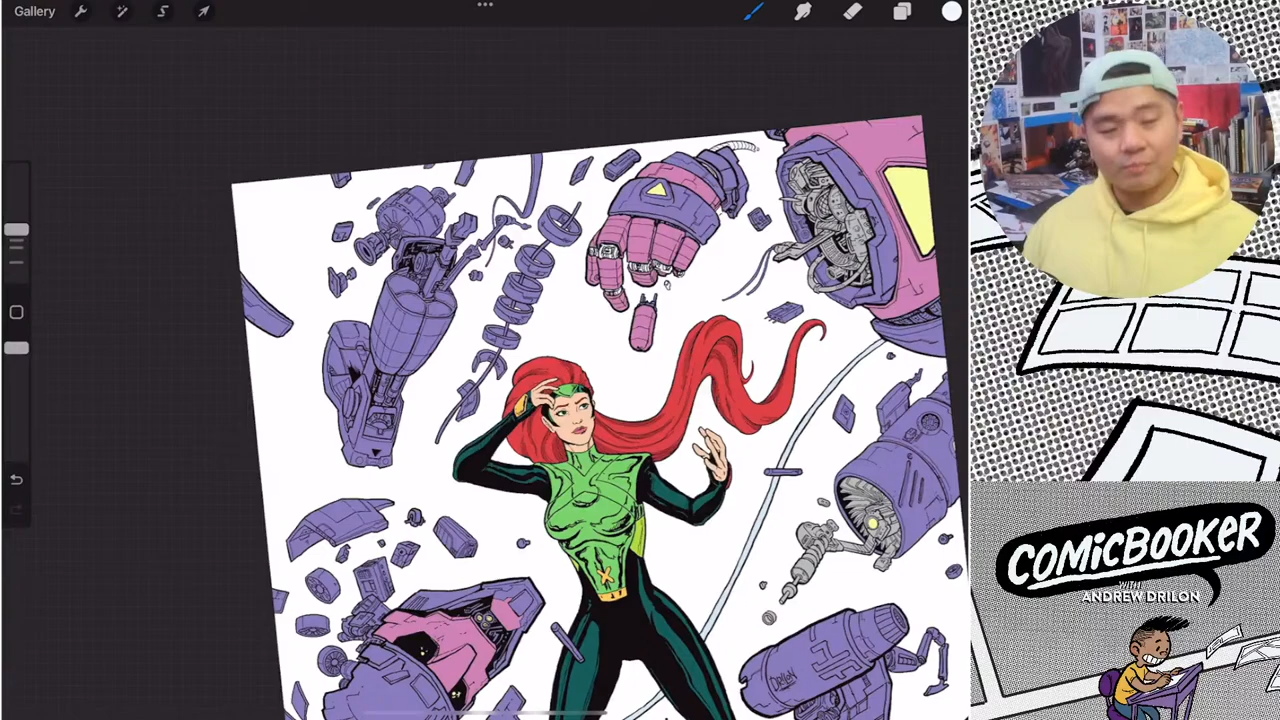 Gallery
DRILON
COMICBOOKER
WITH
ANDREW DRILON